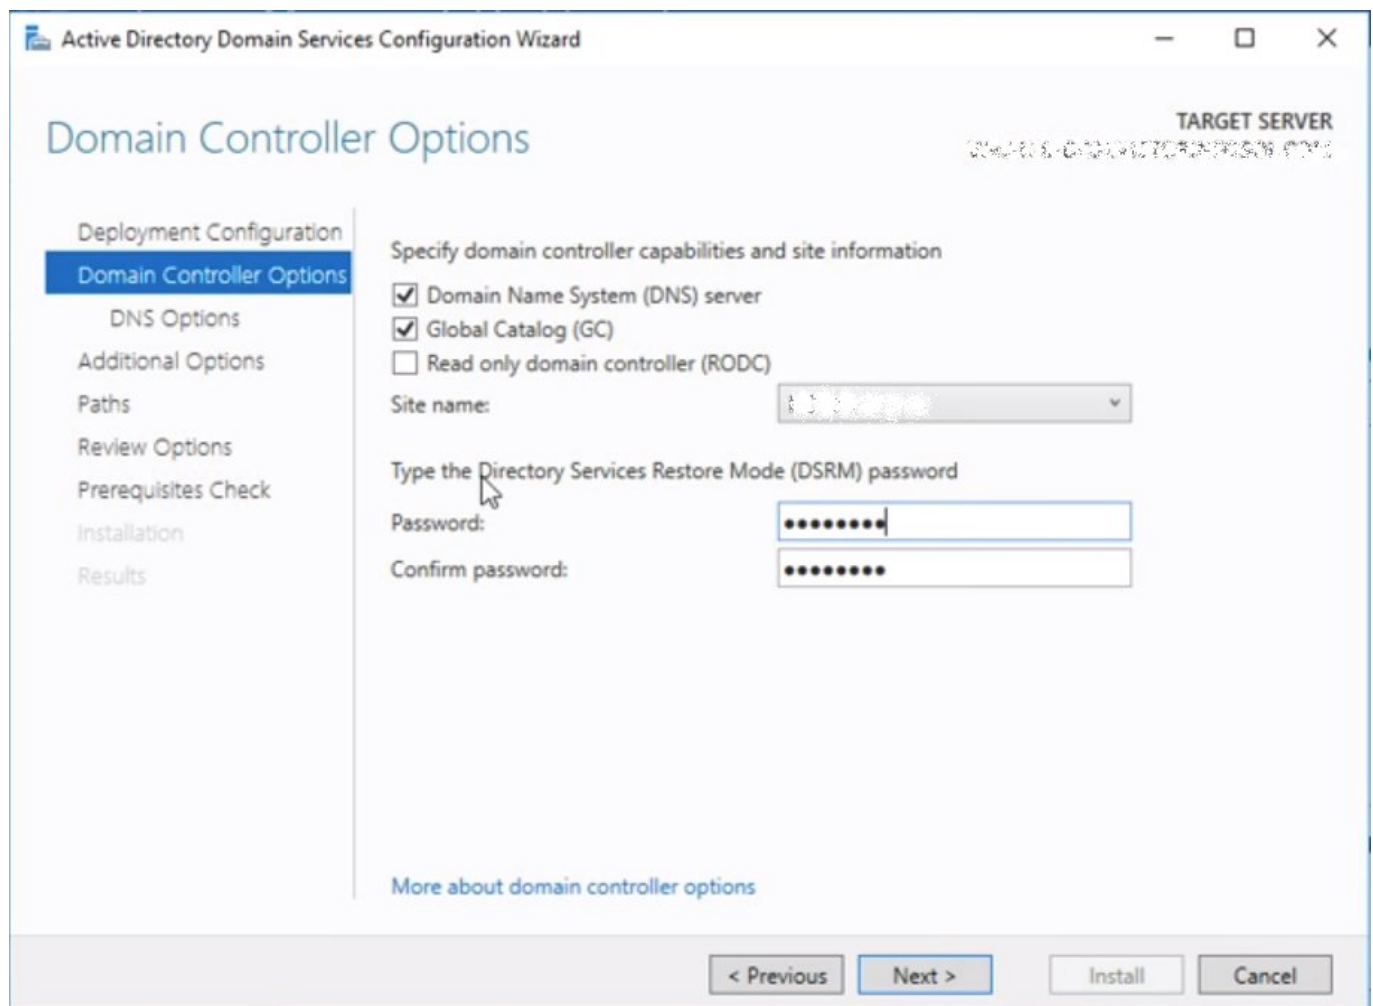 Active Directory Domain Services Configuration Wizard
Domain Controller Options
TARGET SERVER
Deployment Configuration
Domain Controller Options
DNS Options
Additional Options
Paths
Review Options
Prerequisites Check
Installation
Results
Specify domain controller capabilities and site information
Domain Name System (DNS) server
Global Catalog (GC)
Read only domain controller (RODC)
Site name:
Type the Directory Services Restore Mode (DSRM) password
Password: ••••••••
Confirm password: ••••••••
More about domain controller options
< Previous Next > Install Cancel